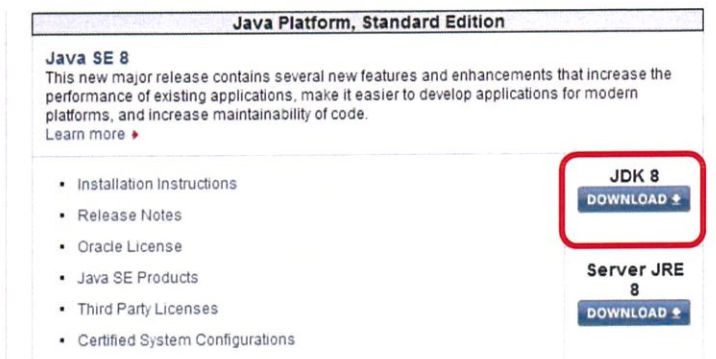 Java Platform, Standard Edition
Java SE 8
This new major release contains several new features and enhancements that increase the
performance of existing applications, make it easier to develop applications for modern
platforms, and increase maintainability of code.
Learn more
Installation Instructions
Release Notes
Oracle License
Java SE Products
Third Party Licenses
Certified System Configurations
JDK 8
DOWNLOAD
Server JRE
8
DOWNLOAD